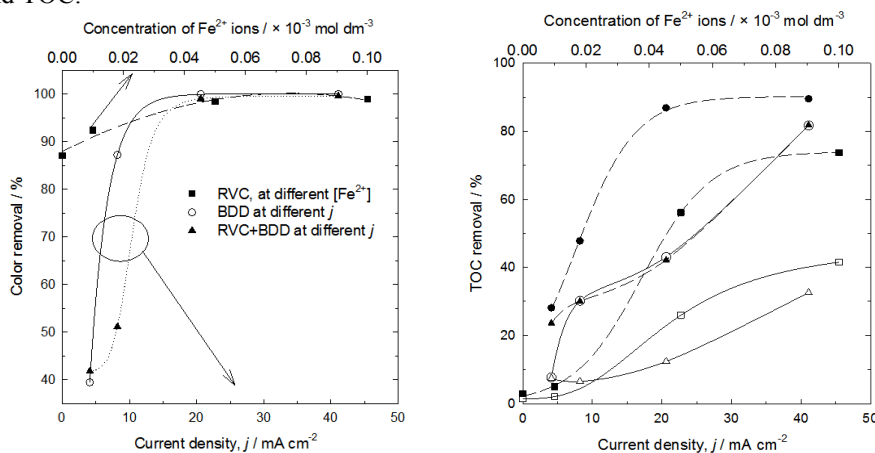 nd TOC.
Concentration of Fe²⁺ ions / × 10⁻³ mol dm⁻³
0.00 0.02 0.04 0.06 0.08 0.10
100
90
80
70
60
50
40
Color removal / %
RVC, at different [Fe²⁺]
BDD at different j
RVC+BDD at different j
0 10 20 30 40 50
Current density, j / mA cm⁻²
Concentration of Fe²⁺ ions / × 10⁻³ mol dm⁻³
0.00 0.02 0.04 0.06 0.08 0.10
100
80
60
40
20
0
TOC removal / %
0 10 20 30 40 50
Current density, j / mA cm⁻²